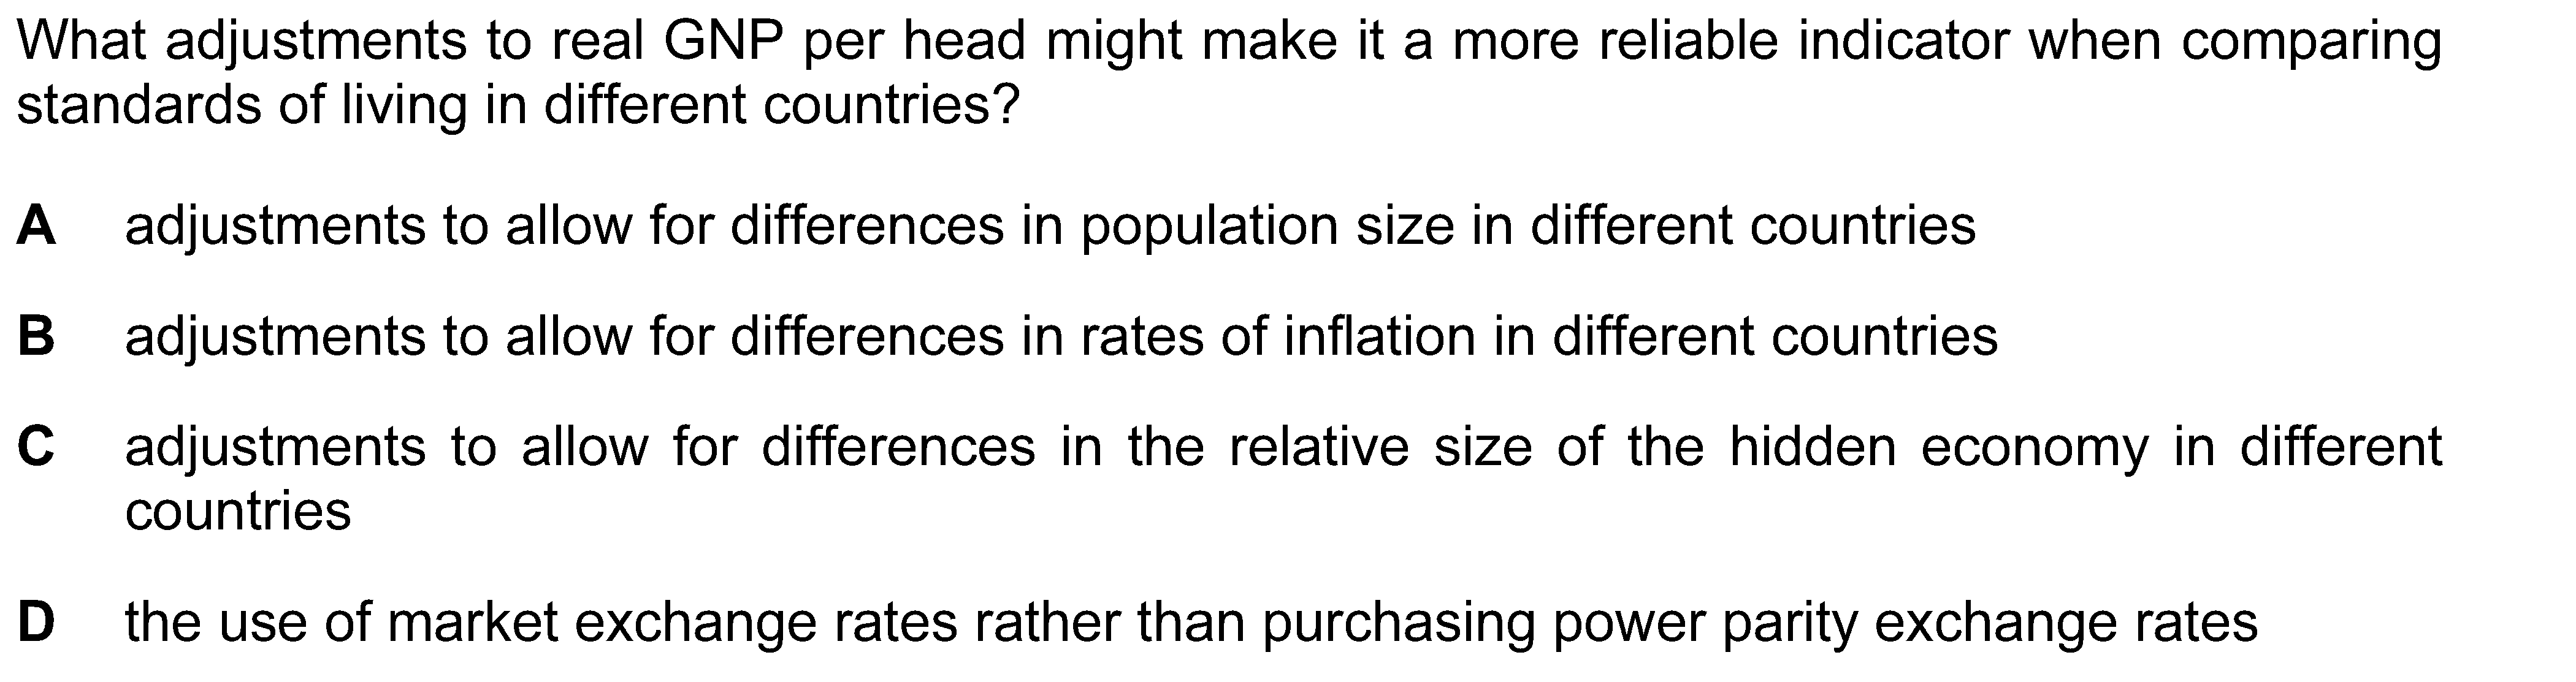 What adjustments to real GNP per head might make it a more reliable indicator when comparing
standards of living in different countries?
A adjustments to allow for differences in population size in different countries
B adjustments to allow for differences in rates of inflation in different countries
C adjustments to allow for differences in the relative size of the hidden economy in different
countries
D the use of market exchange rates rather than purchasing power parity exchange rates